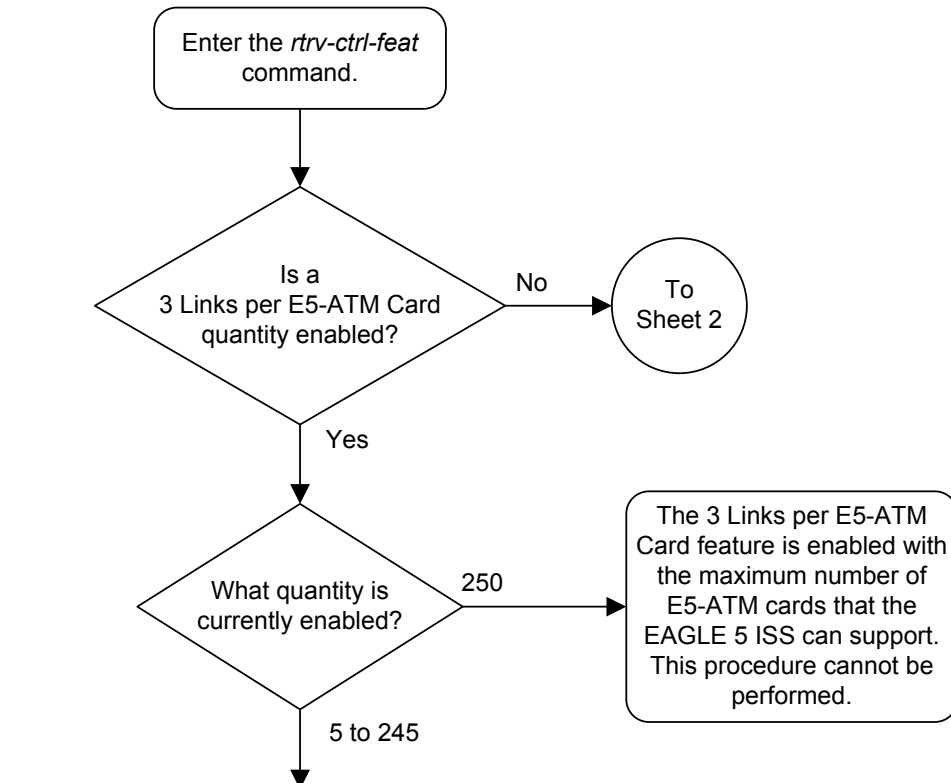 Enter the rtrv-ctrl-feat
command.
Is a
3 Links per E5-ATM Card
quantity enabled?
No
To
Sheet 2
Yes
What quantity is
currently enabled?
250
The 3 Links per E5-ATM
Card feature is enabled with
the maximum number of
E5-ATM cards that the
EAGLE 5 ISS can support.
This procedure cannot be
performed.
5 to 245